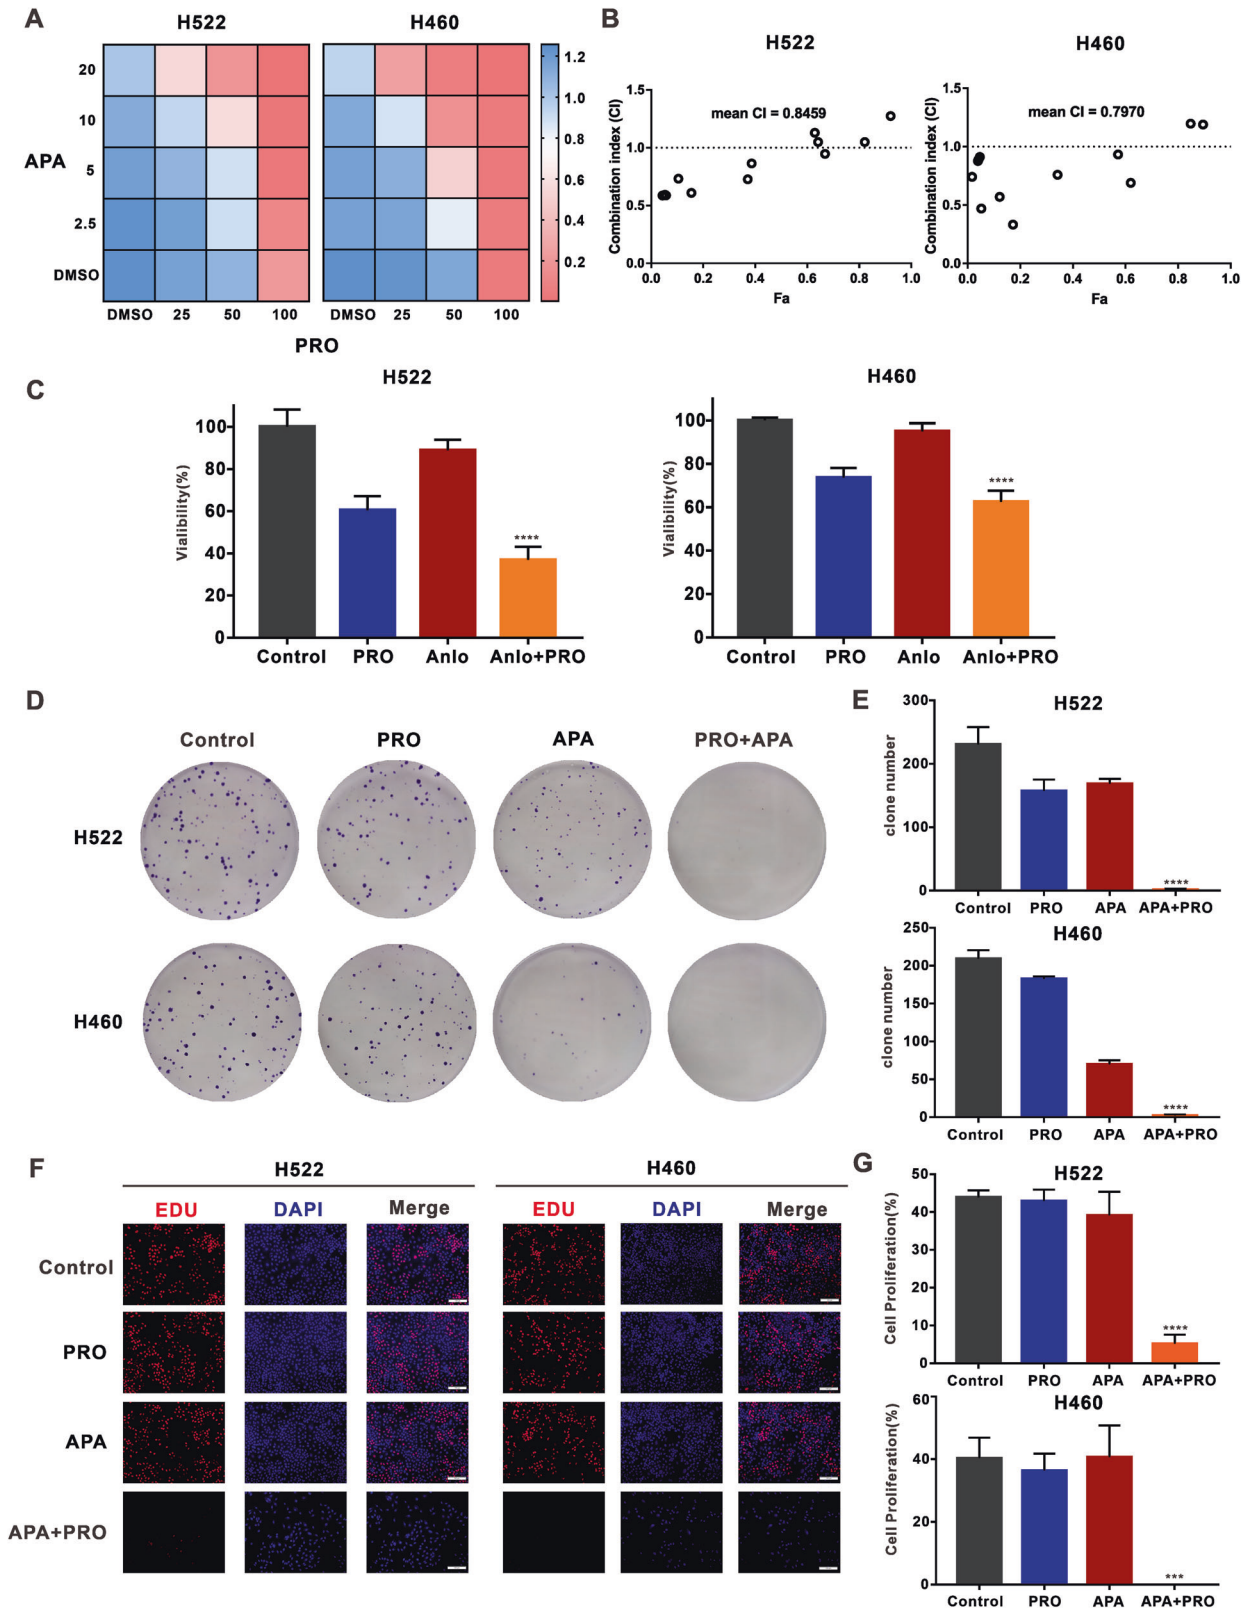 A
H522
H460
20
10
APA
5
2.5
DMSO
DMSO 25 50 100
DMSO 25 50 100
PRO
1.2
1.0
0.8
0.6
0.4
0.2
B
H522
mean CI = 0.8459
Combination index (CI)
1.5
1.0
0.5
0.0
0.0 0.2 0.4 0.6 0.8 1.0
Fa
H460
mean CI = 0.7970
Combination index (CI)
1.5
1.0
0.5
0.0
0.0 0.2 0.4 0.6 0.8 1.0
Fa
C
H522
Vialibility(%)
100
80
60
40
20
0
****
Control PRO Anlo Anlo+PRO
H460
Vialibility(%)
100
80
60
40
20
0
****
Control PRO Anlo Anlo+PRO
D
Control PRO APA PRO+APA
H522
H460
E
H522
clone number
300
200
100
0
****
Control PRO APA APA+PRO
H460
clone number
250
200
150
100
50
0
****
Control PRO APA APA+PRO
F
H522
H460
EDU DAPI Merge EDU DAPI Merge
Control
PRO
APA
APA+PRO
G
H522
Cell Proliferation(%)
50
40
30
20
10
0
****
Control PRO APA APA+PRO
H460
Cell Proliferation(%)
60
40
20
0
***
Control PRO APA APA+PRO